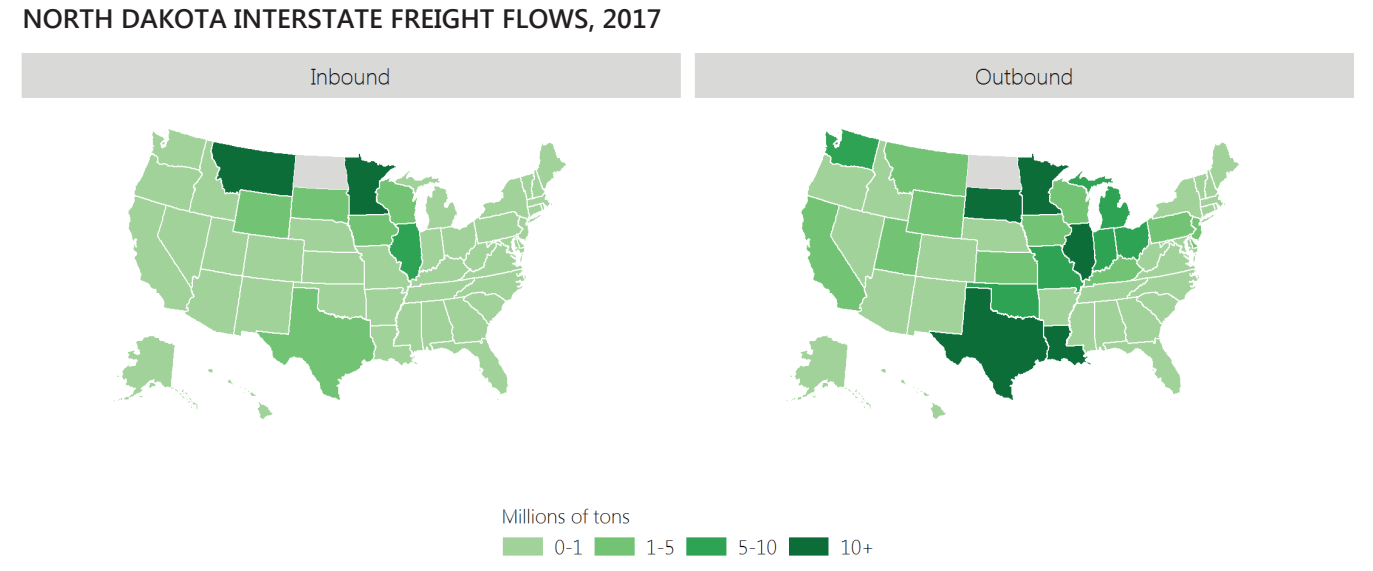 NORTH DAKOTA INTERSTATE FREIGHT FLOWS, 2017
Inbound
Outbound
Millions of tons
0-1
1-5
5-10
10+